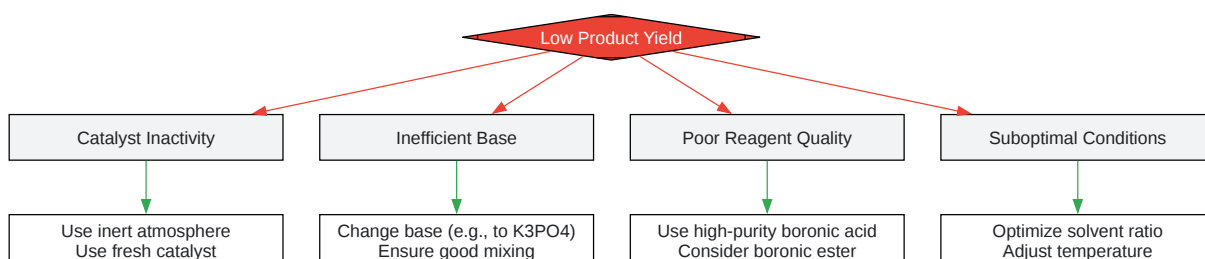 Low Product Yield
Catalyst Inactivity
Inefficient Base
Poor Reagent Quality
Suboptimal Conditions
Use inert atmosphere
Use fresh catalyst
Change base (e.g., to K3PO4)
Ensure good mixing
Use high-purity boronic acid
Consider boronic ester
Optimize solvent ratio
Adjust temperature